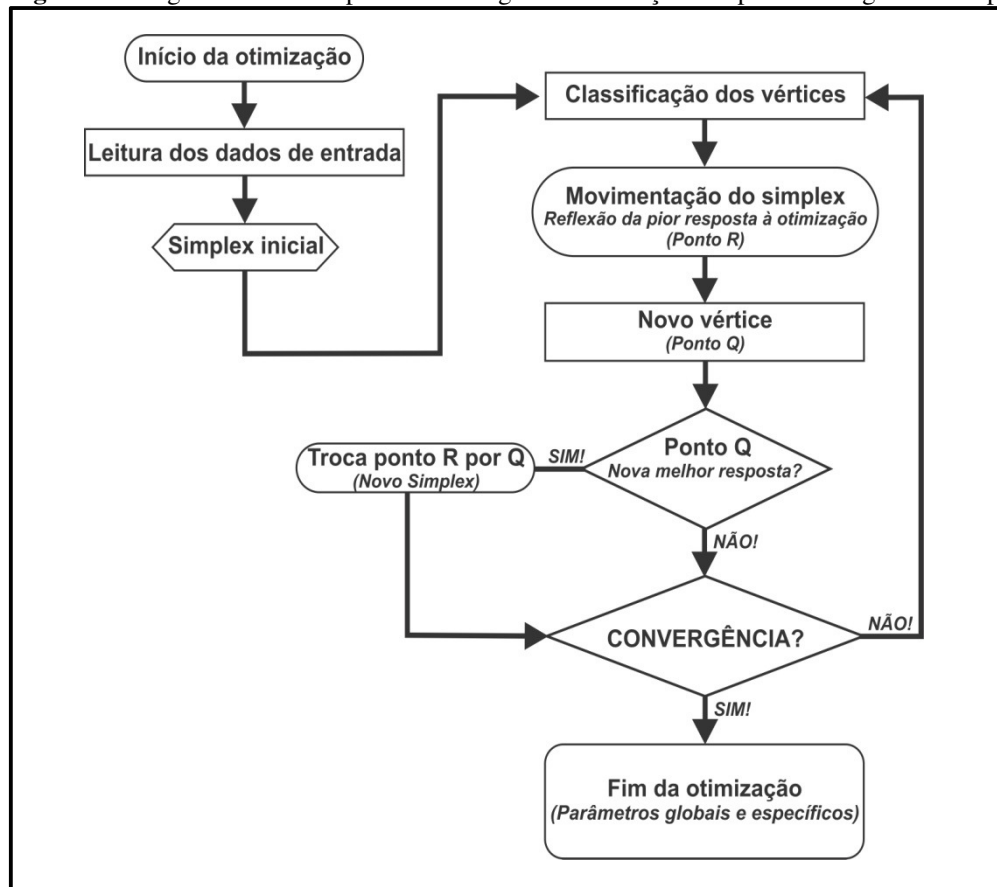 Início da otimização
Leitura dos dados de entrada
Simplex inicial
Classificação dos vértices
Movimentação do simplex
Reflexão da pior resposta à otimização
(Ponto R)
Novo vértice
(Ponto Q)
Ponto Q
Nova melhor resposta?
SIM!
Troca ponto R por Q
(Novo Simplex)
NÃO!
CONVERGÊNCIA?
NÃO!
SIM!
Fim da otimização
(Parâmetros globais e específicos)